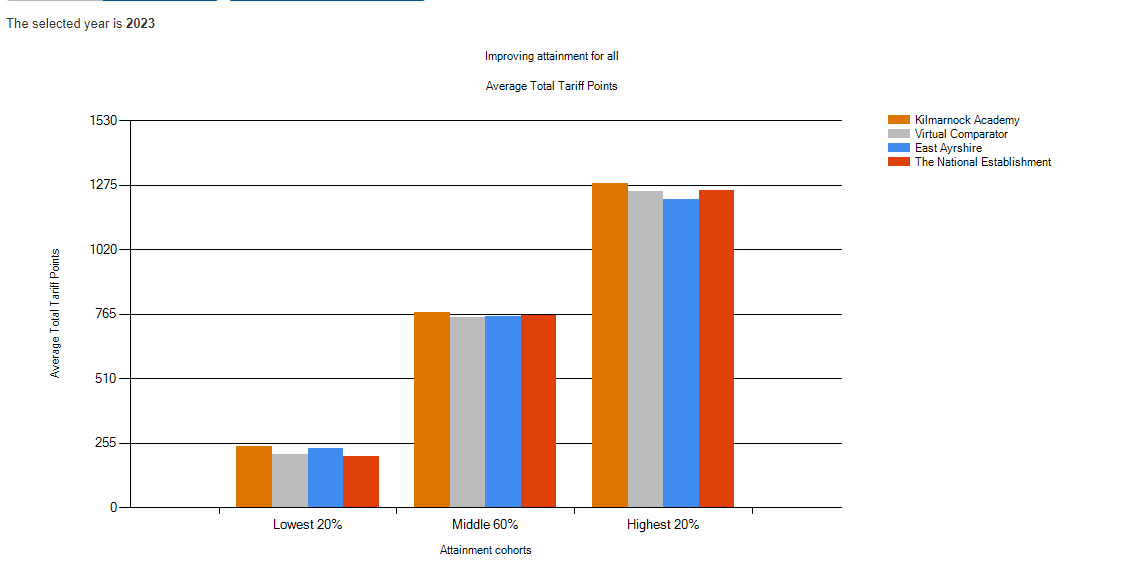 The selected year is 2023
Improving attainment for all
Average Total Tariff Points
1530
1275
1020
765
510
255
0
Average Total Tariff Points
Lowest 20%
Middle 60%
Highest 20%
Attainment cohorts
Kilmarnock Academy
Virtual Comparator
East Ayrshire
The National Establishment